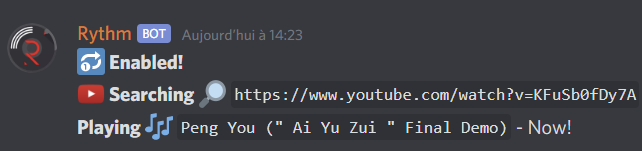 Rythm BOT Aujourd'hui à 14:23
Enabled!
Searching https://www.youtube.com/watch?v=KFuSb0fDy7A
Playing Peng You (" Ai Yu Zui " Final Demo) - Now!